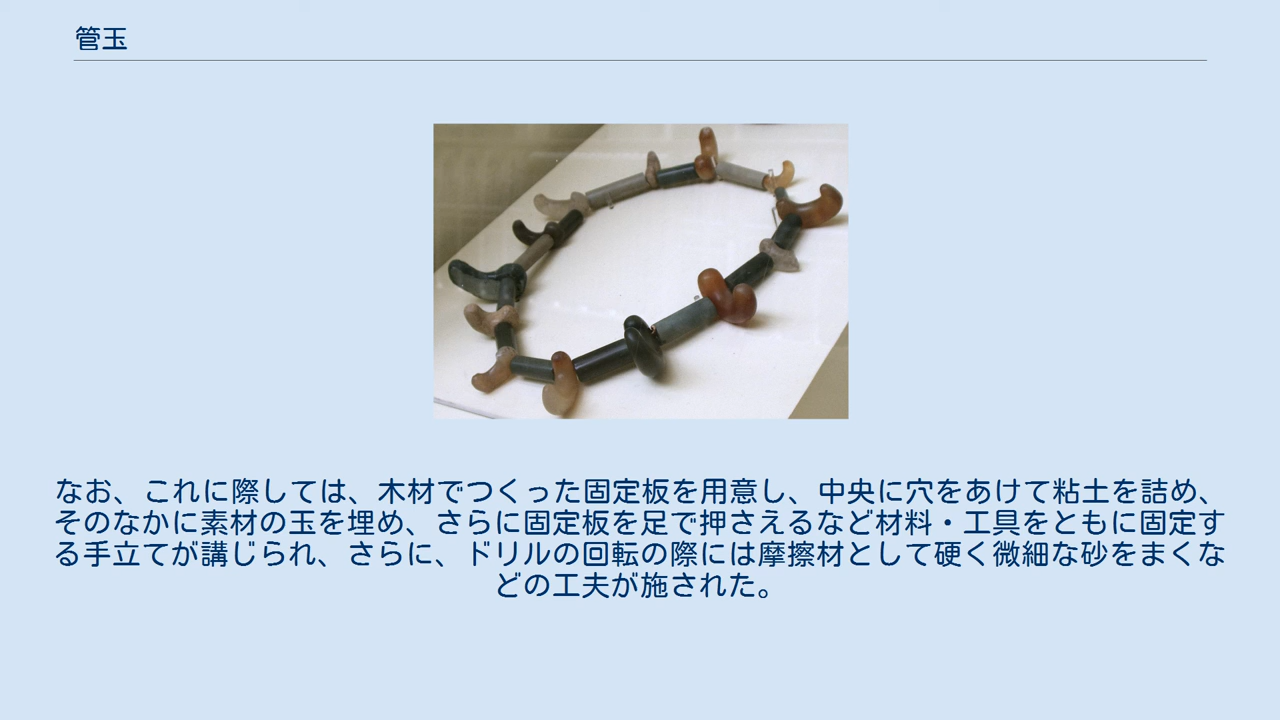 管玉
なお、これに際しては、木材でつくった固定板を用意し、中央に穴をあけて粘土を詰め、
そのなかに素材の玉を埋め、さらに固定板を足で押さえるなど材料・工具をともに固定す
る手立てが講じられ、さらに、ドリルの回転の際には摩擦材として硬く微細な砂をまくな
どの工夫が施された。